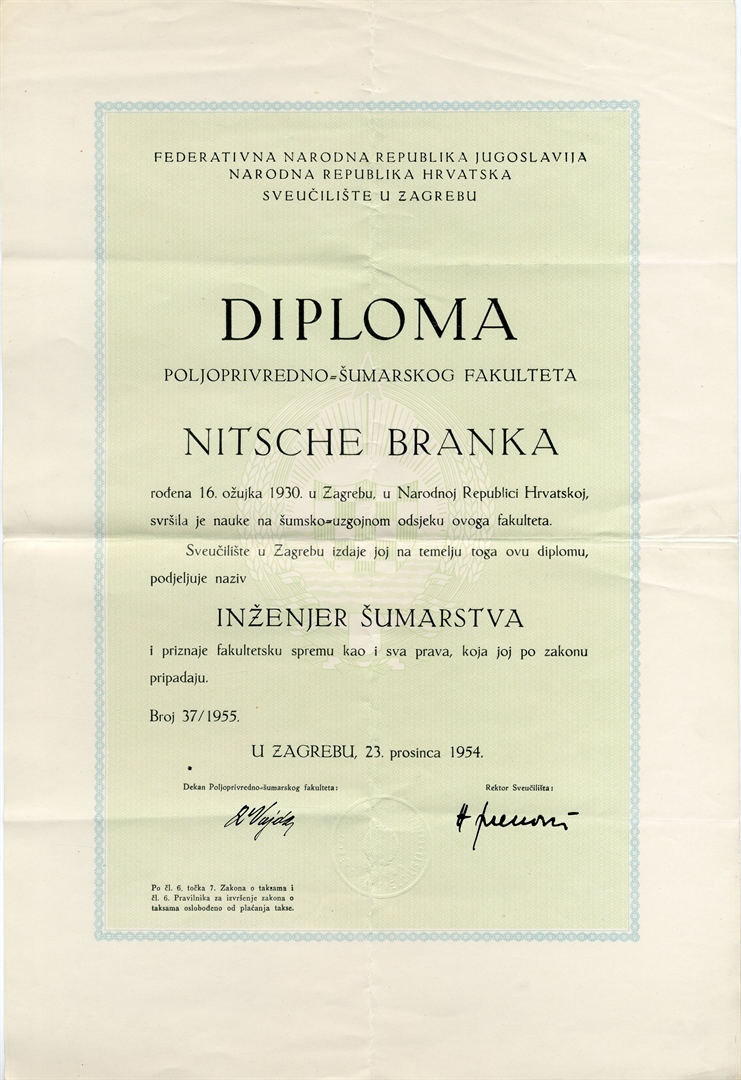 FEDERATIVNA NARODNA REPUBLIKA JUGOSLAVIJA
NARODNA REPUBLIKA HRVATSKA
SVEUČILIŠTE U ZAGREBU
DIPLOMA
POLJOPRIVREDNO=ŠUMARSKOG FAKULTETA
NITSCHE BRANKA
rođena 16. ožujka 1930. u Zagrebu, u Narodnoj Republici Hrvatskoj,
svršila je nauke na šumsko=uzgojnom odsjeku ovoga fakulteta.
Sveučilište u Zagrebu izdaje joj na temelju toga ovu diplomu,
podjeljuje naziv
INŽENJER ŠUMARSTVA
i priznaje fakultetsku spremu kao i sva prava, koja joj po zakonu
pripadaju.
Broj 37/1955.
U ZAGREBU, 23. prosinca 1954.
Dekan Poljoprivredno-šumarskog fakulteta: Rektor Sveučilišta:
Vajda
Po čl. 6. točka 7. Zakona o taksama i
čl. 6. Pravilnika za izvršenje zakona o
taksama oslobođeno od plaćanja takse.